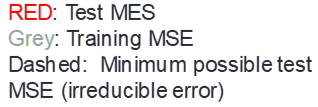 RED: Test MES
Grey: Training MSE
Dashed: Minimum possible test
MSE (irreducible error)